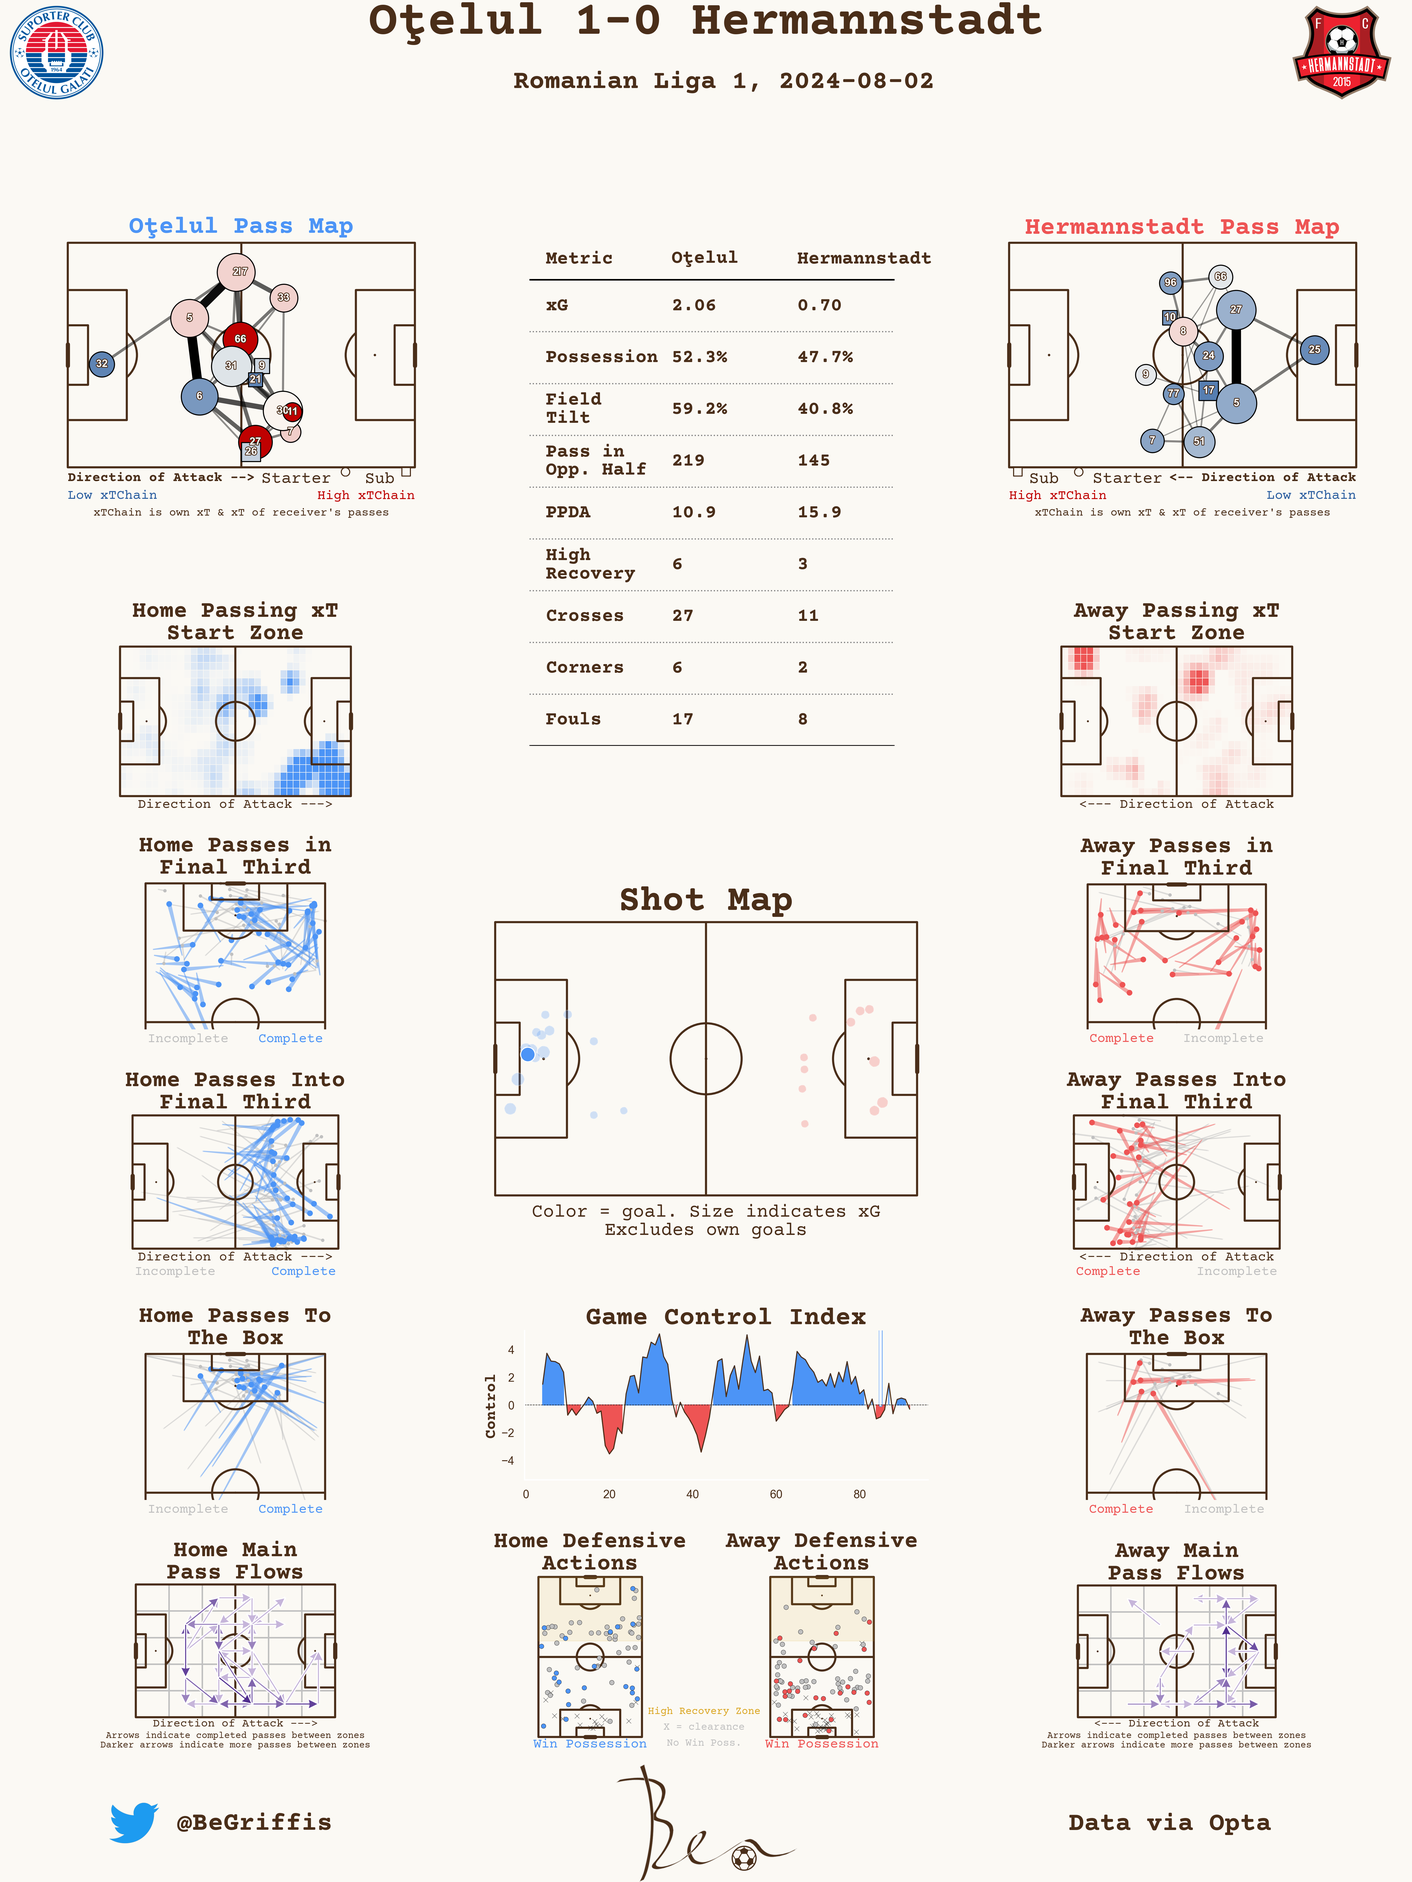 Oţelul 1-0 Hermannstadt
Romanian Liga 1, 2024-08-02
SUPORTER CLUB
1964
OTELUL GALATI
F C
HERMANNSTADT
2015
Oţelul Pass Map
32
5
6
66
31
9
21
33
11
7
27
26
Direction of Attack --> Starter Sub
Low xTChain High xTChain
xTChain is own xT & xT of receiver's passes
Metric Oţelul Hermannstadt
xG 2.06 0.70
Possession 52.3% 47.7%
Field
Tilt 59.2% 40.8%
Pass in
Opp. Half 219 145
PPDA 10.9 15.9
High
Recovery 6 3
Crosses 27 11
Corners 6 2
Fouls 17 8
Hermannstadt Pass Map
96
66
10
8
27
24
25
9
77
17
5
7
51
Sub Starter <-- Direction of Attack
High xTChain Low xTChain
xTChain is own xT & xT of receiver's passes
Home Passing xT
Start Zone
Direction of Attack --->
Away Passing xT
Start Zone
<--- Direction of Attack
Home Passes in
Final Third
Incomplete Complete
Away Passes in
Final Third
Complete Incomplete
Shot Map
Color = goal. Size indicates xG
Excludes own goals
Home Passes Into
Final Third
Direction of Attack --->
Incomplete Complete
Away Passes Into
Final Third
<--- Direction of Attack
Complete Incomplete
Home Passes To
The Box
Incomplete Complete
Game Control Index
Control
4
2
0
−2
−4
0 20 40 60 80
Away Passes To
The Box
Complete Incomplete
Home Main
Pass Flows
Direction of Attack --->
Arrows indicate completed passes between zones
Darker arrows indicate more passes between zones
Home Defensive
Actions
Win Possession
Away Defensive
Actions
Win Possession
High Recovery Zone
X = clearance
No Win Poss.
Away Main
Pass Flows
<--- Direction of Attack
Arrows indicate completed passes between zones
Darker arrows indicate more passes between zones
@BeGriffis
Ben
Data via Opta